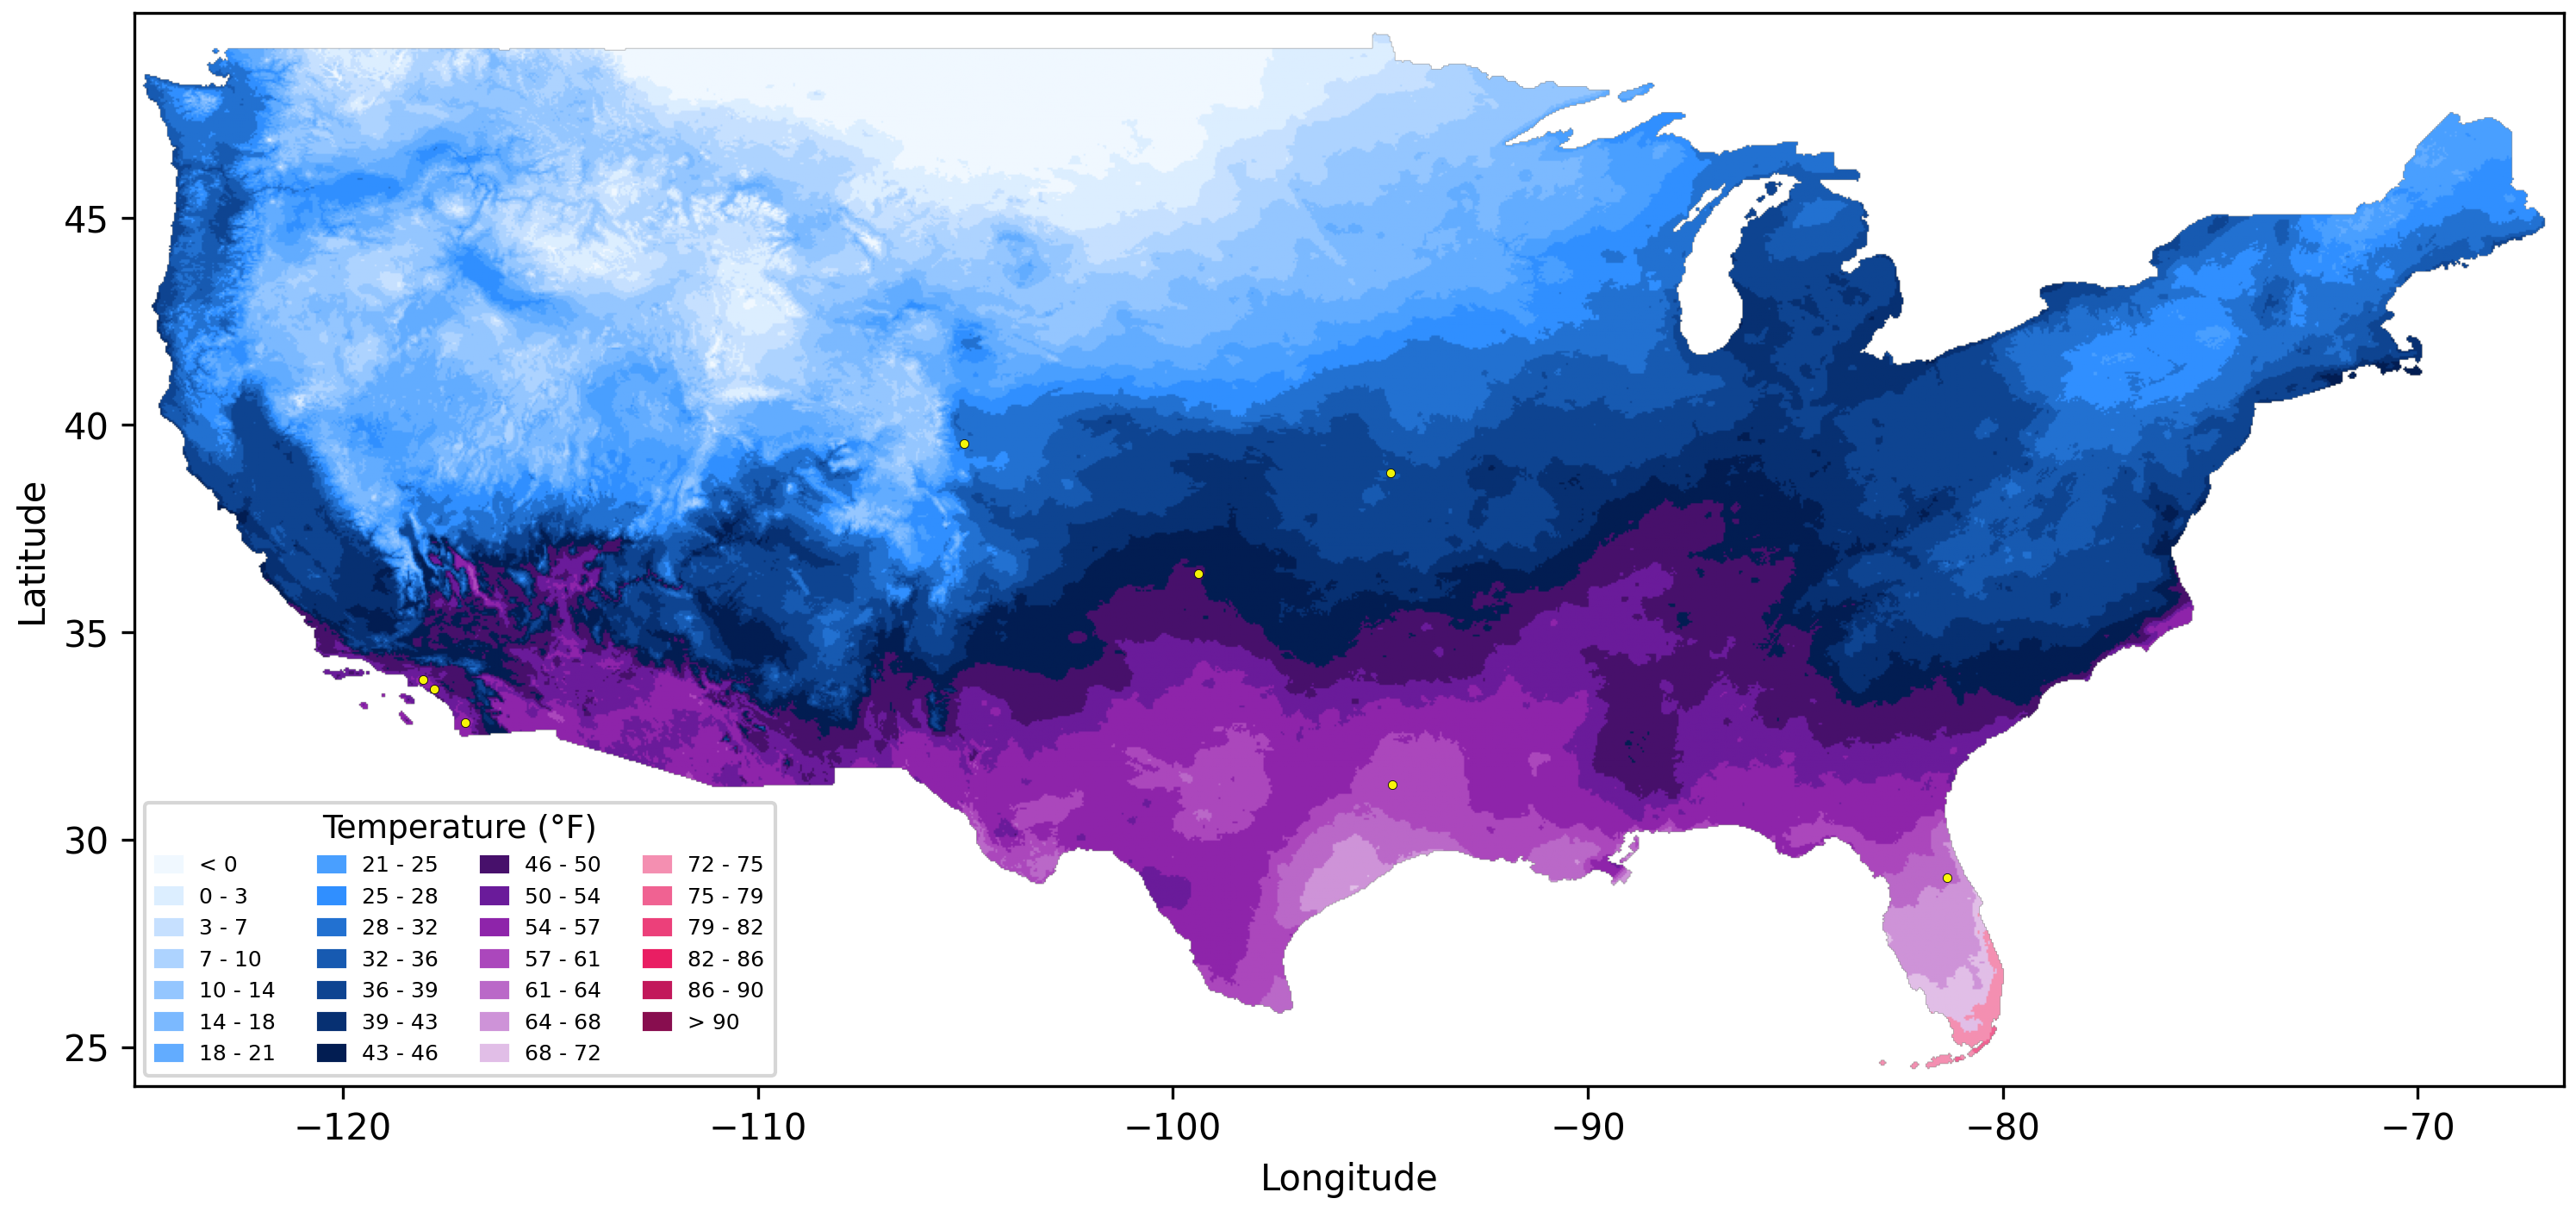 45
40
35
30
25
Latitude
Temperature (°F)
< 0
0 - 3
3 - 7
7 - 10
10 - 14
14 - 18
18 - 21
21 - 25
25 - 28
28 - 32
32 - 36
36 - 39
39 - 43
43 - 46
46 - 50
50 - 54
54 - 57
57 - 61
61 - 64
64 - 68
68 - 72
72 - 75
75 - 79
79 - 82
82 - 86
86 - 90
> 90
−120 −110 −100 −90 −80 −70
Longitude